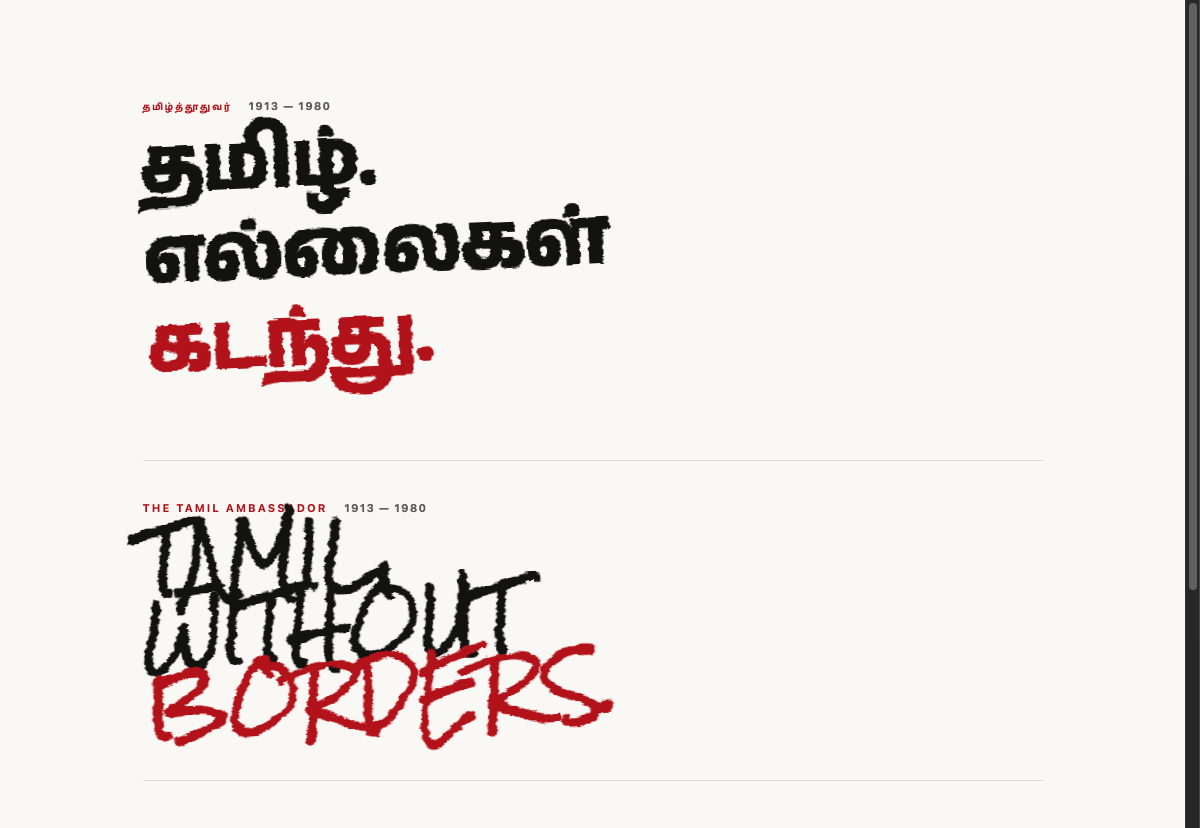 தமிழ்த்தூதுவர் 1913 — 1980
தமிழ்.
எல்லைகள்
கடந்து.
THE TAMIL AMBASSADOR 1913 — 1980
TAMIL
WITHOUT
BORDERS